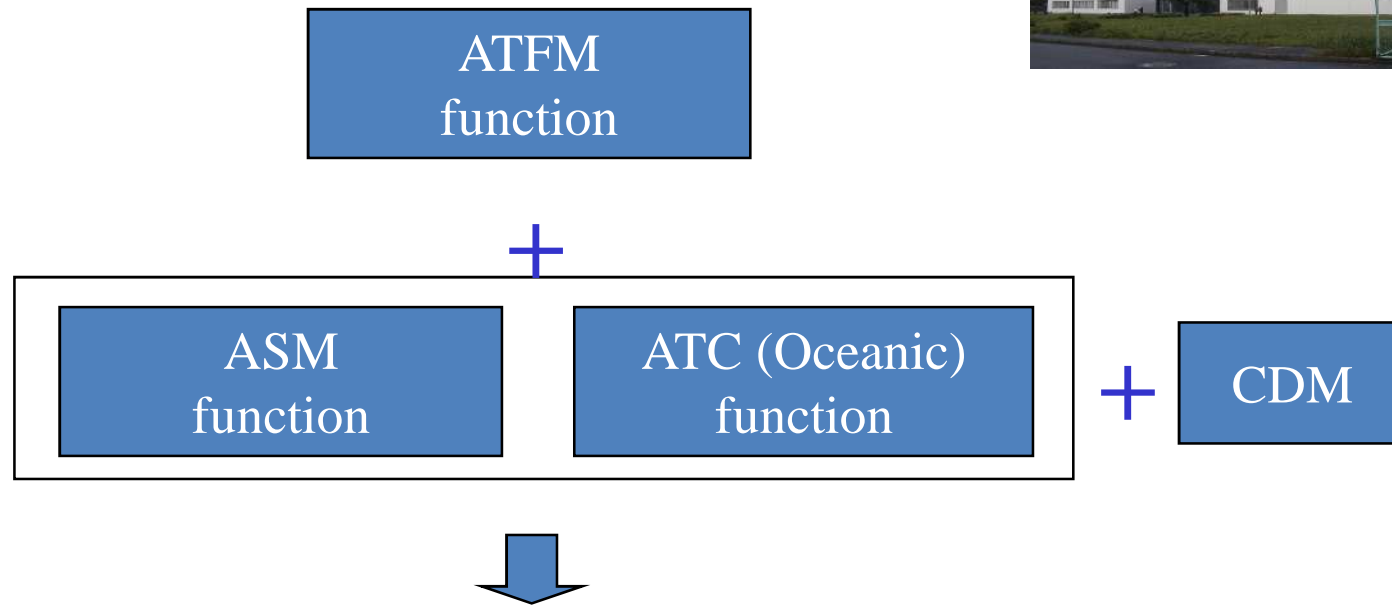 ATFM
function
+
ASM
function
ATC (Oceanic)
function
+
CDM